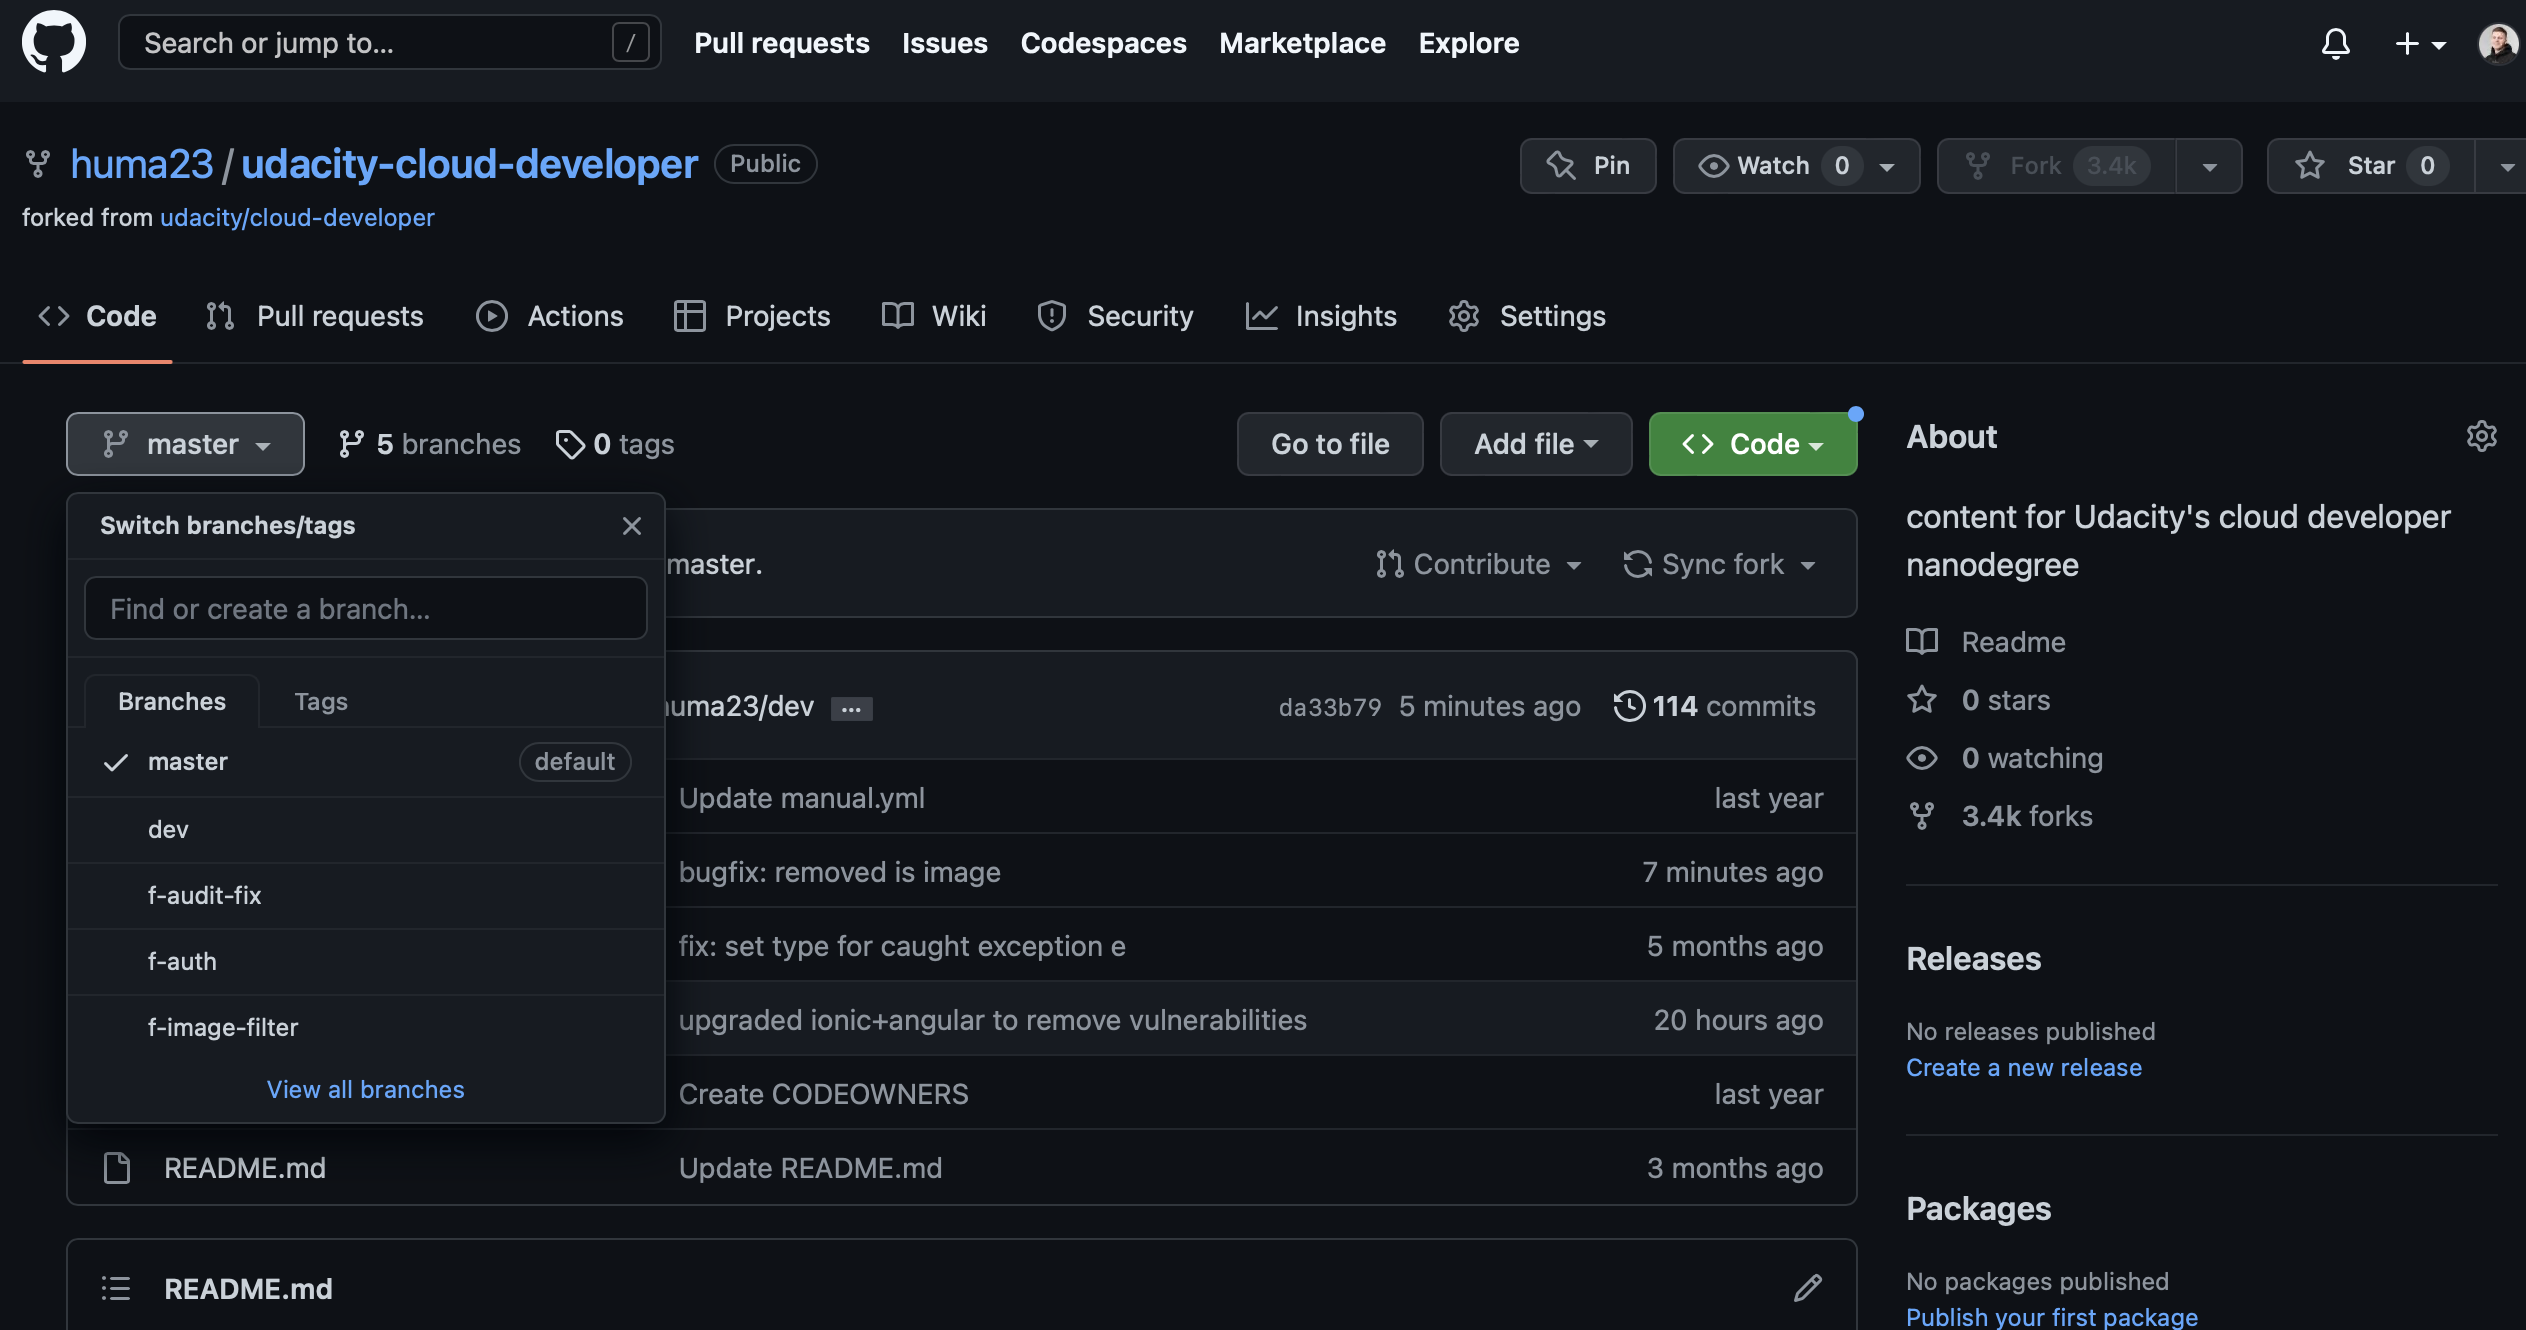 Search or jump to... / Pull requests Issues Codespaces Marketplace Explore
huma23 / udacity-cloud-developer Public Pin Watch 0 Fork 3.4k Star 0
forked from udacity/cloud-developer
Code Pull requests Actions Projects Wiki Security Insights Settings
master 5 branches 0 tags Go to file Add file Code
Switch branches/tags
Find or create a branch...
Branches Tags
master default
dev
f-audit-fix
f-auth
f-image-filter
View all branches
master. Contribute Sync fork
huma23/dev ... da33b79 5 minutes ago 114 commits
Update manual.yml last year
bugfix: removed is image 7 minutes ago
fix: set type for caught exception e 5 months ago
upgraded ionic+angular to remove vulnerabilities 20 hours ago
Create CODEOWNERS last year
README.md Update README.md 3 months ago
README.md
About
content for Udacity's cloud developer
nanodegree
Readme
0 stars
0 watching
3.4k forks
Releases
No releases published
Create a new release
Packages
No packages published
Publish your first package